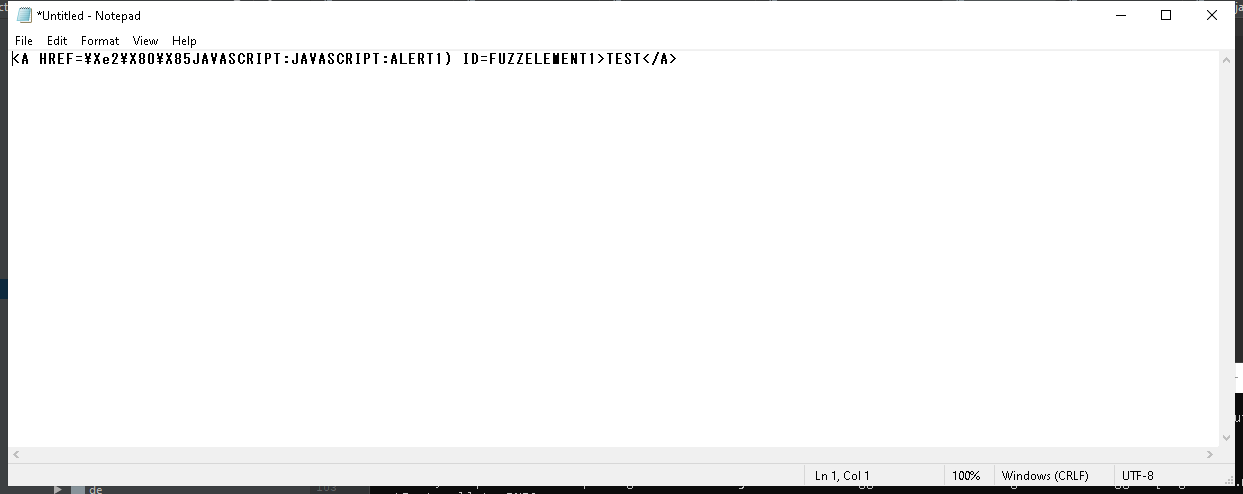 *Untitled - Notepad
File Edit Format View Help
<A HREF=¥Xe2¥X80¥X85JAVASCRIPT:JAVASCRIPT:ALERT1) ID=FUZZELEMENT1>TEST</A>
Ln 1, Col 1 100% Windows (CRLF) UTF-8
de 103